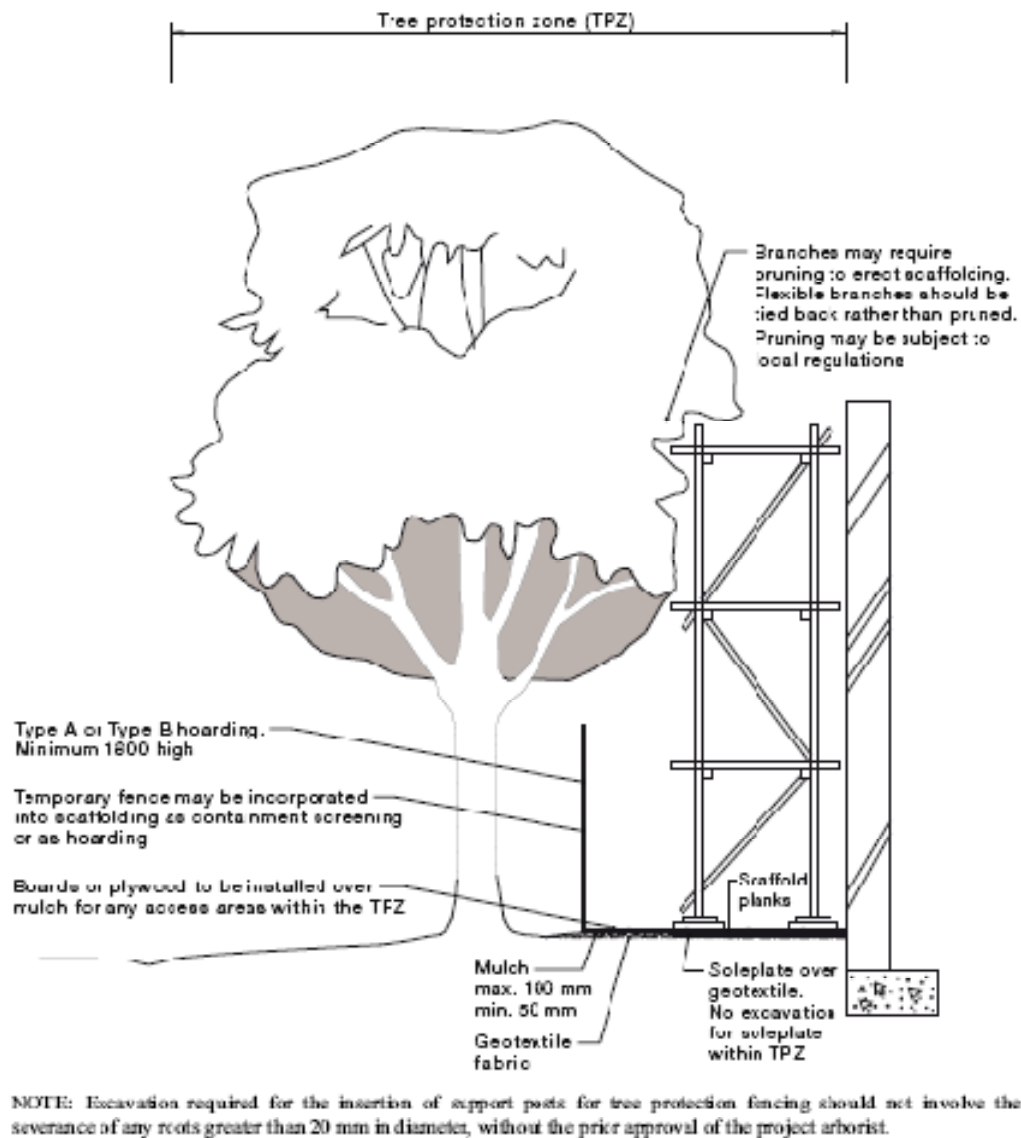 Tree protection zone (TPZ)
Branches may require
pruning to erect scaffolding.
Flexible branches should be
tied back rather than pruned.
Pruning may be subject to
local regulations
Type A or Type B hoarding.
Minimum 1800 high
Temporary fence may be incorporated
into scaffolding as containment screening
or as hoarding
Boards or plywood to be installed over
mulch for any access areas within the TPZ
Scaffold
planks
Mulch
max. 100 mm
min. 50 mm
Geotextile
fabric
Soleplate over
geotextile.
No excavation
for soleplate
within TPZ
NOTE: Excavation required for the insertion of support posts for tree protection fencing should not involve the
severance of any roots greater than 20 mm in diameter, without the prior approval of the project arborist.